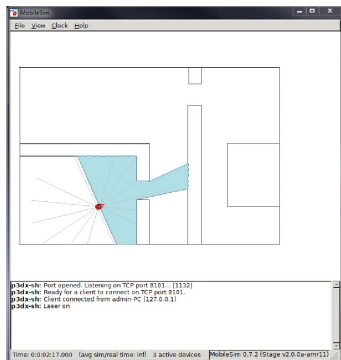 MobileSim
File View Clock Help
p3dx-sh: Port opened. Listening on TCP port 8101... [1132]
p3dx-sh: Ready for a client to connect on TCP port 8101.
p3dx-sh: Client connected from admin-PC (127.0.0.1)
p3dx-sh: Laser on
Time: 0:0:02:17.000 (avg sim/real time: inf) 3 active devices MobileSim 0.7.2 (Stage v2.0.0a-amr11)